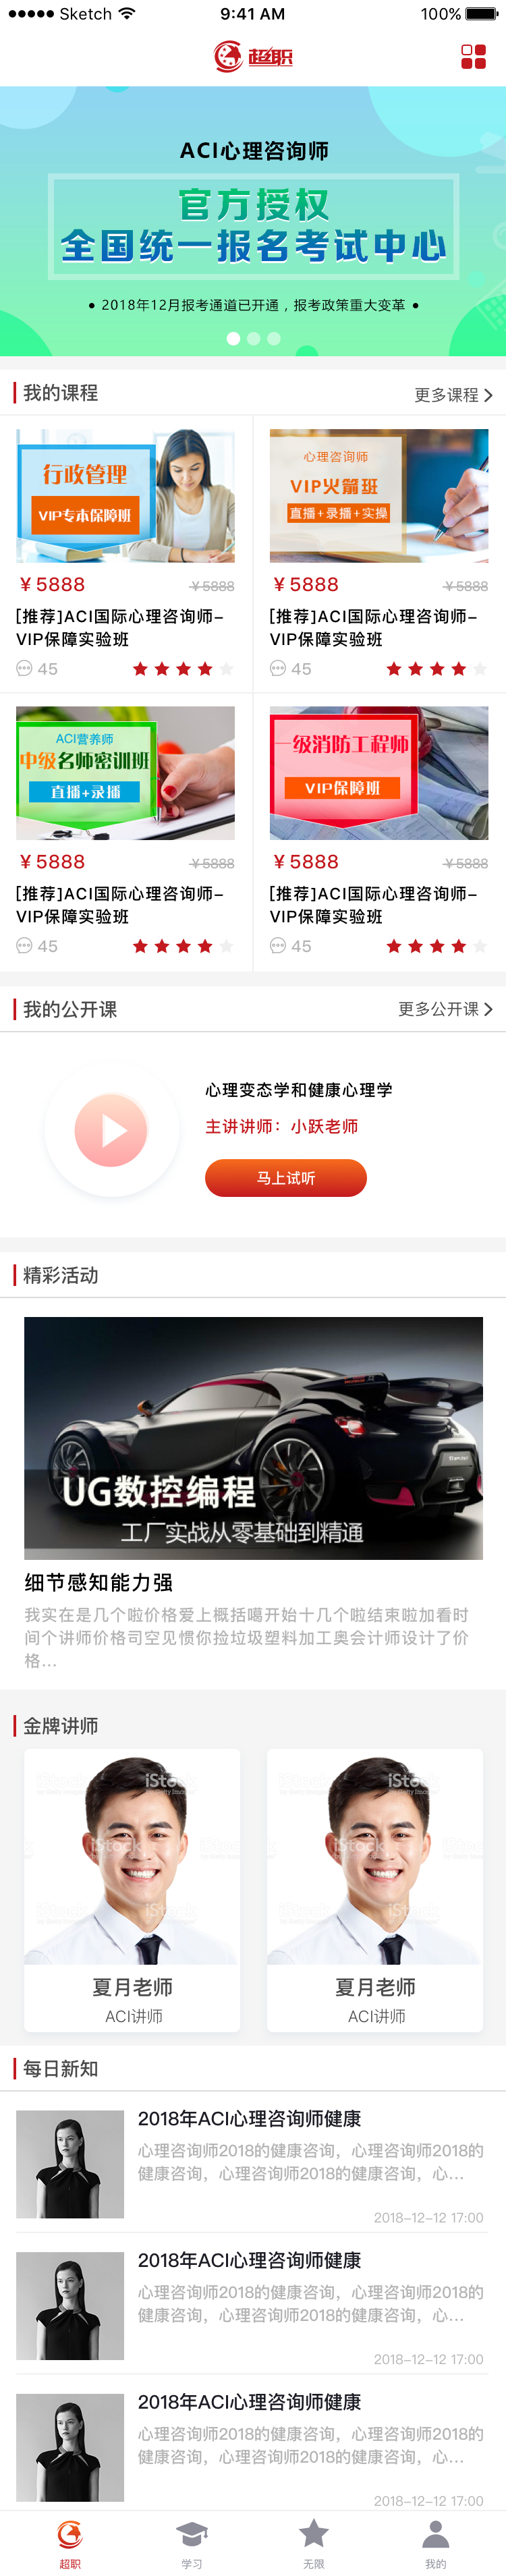 Sketch
9:41 AM
100%
超职
ACI心理咨询师
官方授权
全国统一报名考试中心
• 2018年12月报考通道已开通，报考政策重大变革 •
我的课程
更多课程
行政管理
VIP专本保障班
心理咨询师
VIP火箭班
直播+录播+实操
￥5888
￥5888
￥5888
￥5888
[推荐]ACI国际心理咨询师-
VIP保障实验班
[推荐]ACI国际心理咨询师-
VIP保障实验班
45
45
ACI营养师
中级名师密训班
直播+录播
一级消防工程师
VIP保障班
￥5888
￥5888
￥5888
￥5888
[推荐]ACI国际心理咨询师-
VIP保障实验班
[推荐]ACI国际心理咨询师-
VIP保障实验班
45
45
我的公开课
更多公开课
心理变态学和健康心理学
主讲讲师：小跃老师
马上试听
精彩活动
UG数控编程
工厂实战从零基础到精通
细节感知能力强
我实在是几个啦价格爱上概括噶开始十几个啦结束啦加看时
间个讲师价格司空见惯你捡垃圾塑料加工奥会计师设计了价
格...
金牌讲师
iStock
iStock
iStock
iStock
夏月老师
夏月老师
ACI讲师
ACI讲师
每日新知
2018年ACI心理咨询师健康
心理咨询师2018的健康咨询，心理咨询师2018的
健康咨询，心理咨询师2018的健康咨询，心...
2018-12-12 17:00
2018年ACI心理咨询师健康
心理咨询师2018的健康咨询，心理咨询师2018的
健康咨询，心理咨询师2018的健康咨询，心...
2018-12-12 17:00
2018年ACI心理咨询师健康
心理咨询师2018的健康咨询，心理咨询师2018的
健康咨询，心理咨询师2018的健康咨询，心...
2018-12-12 17:00
超职
学习
无限
我的